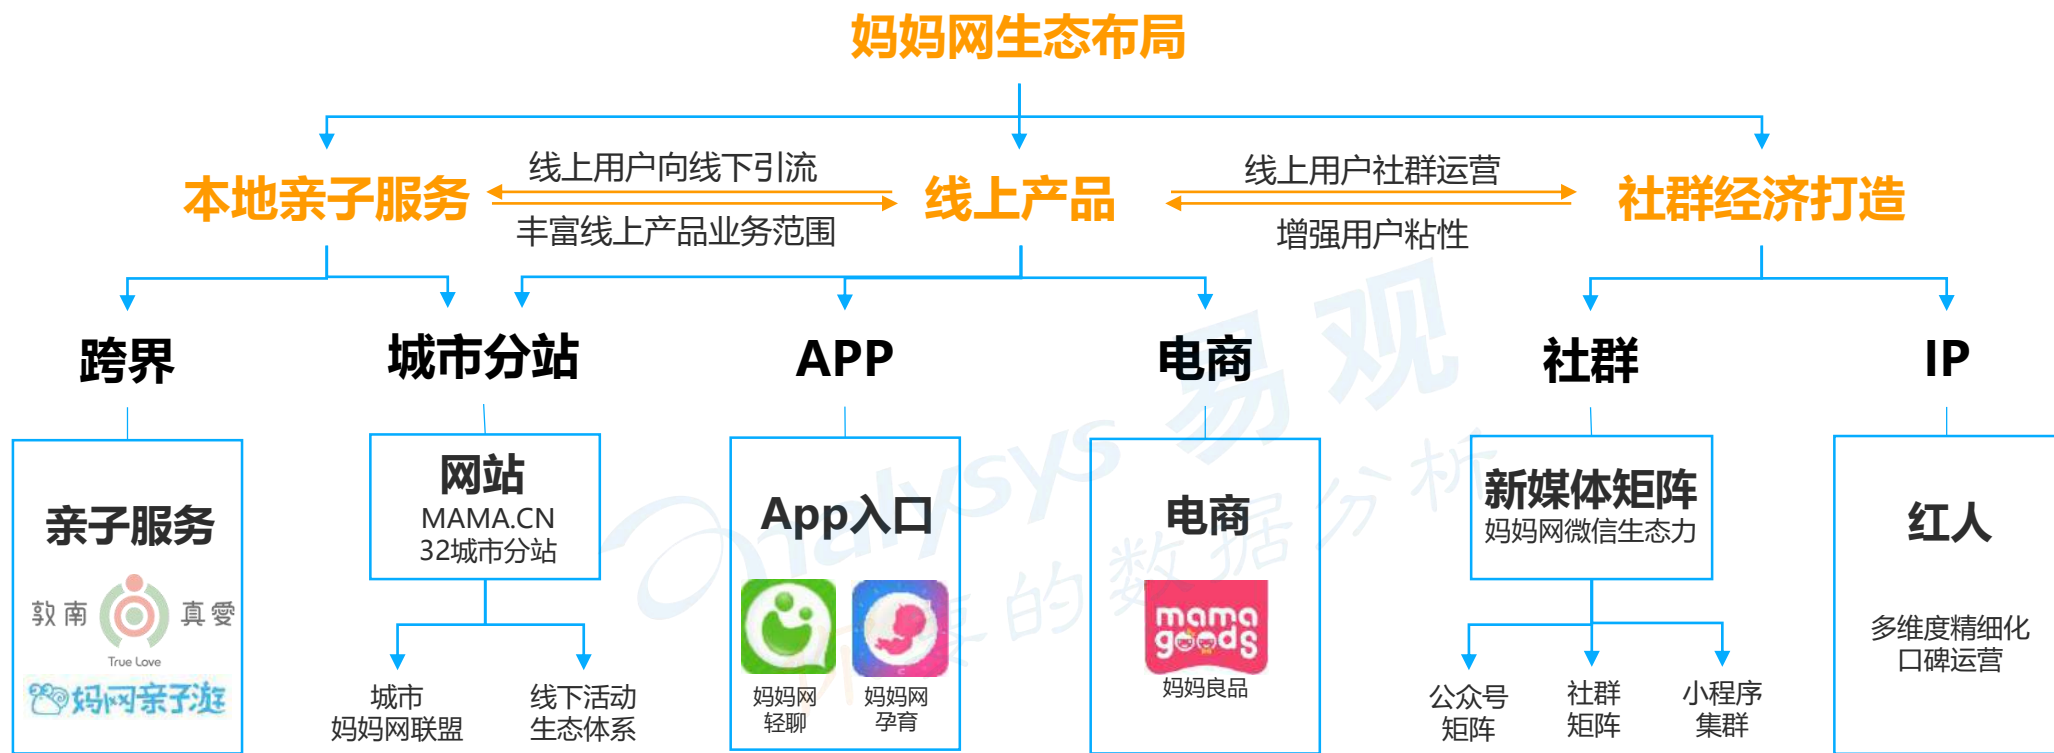 妈妈网生态布局
线上用户向线下引流
线上用户社群运营
本地亲子服务
线上产品
社群经济打造
丰富线上产品业务范围
增强用户粘性
跨界
城市分站
APP
电商
社群
IP
亲子服务
敦南
真愛
True Love
妈网亲子游
网站
MAMA.CN
32城市分站
城市
妈妈网联盟
线下活动
生态体系
App入口
妈妈网
轻聊
妈妈网
孕育
电商
mama
goods
妈妈良品
新媒体矩阵
妈妈网微信生态力
公众号
矩阵
社群
矩阵
小程序
集群
红人
多维度精细化
口碑运营
analysys 易观
的数据分析